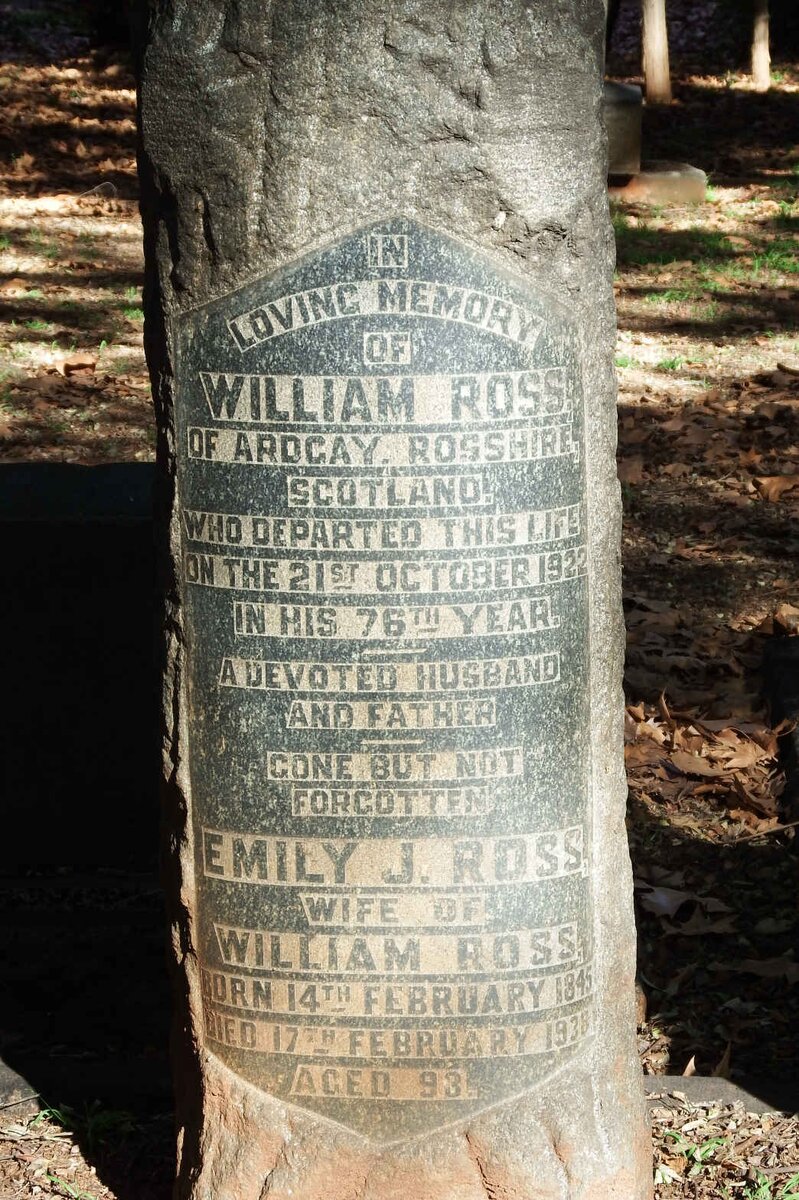 IN
LOVING MEMORY
OF
WILLIAM ROSS,
OF ARDGAY, ROSSHIRE,
SCOTLAND.
WHO DEPARTED THIS LIFE
ON THE 21ST OCTOBER 1922
IN HIS 76TH YEAR.
A DEVOTED HUSBAND
AND FATHER
GONE BUT NOT
FORGOTTEN
EMILY J. ROSS,
WIFE OF
WILLIAM ROSS,
BORN 14TH FEBRUARY
DIED 17TH FEBRUARY
AGED 93.